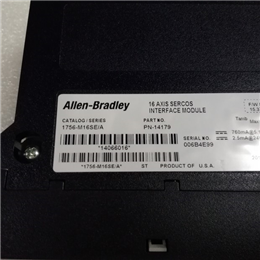 Allen-Bradley
16 AXIS SERCOS
INTERFACE MODULE
CATALOG / SERIES
1756-M16SE/A
PART NO.
PN-14179
SERIAL NO.
006B4E99
*14066016*
*1756-M16SE/A*
ST
PRODUCT OF U.S.A.